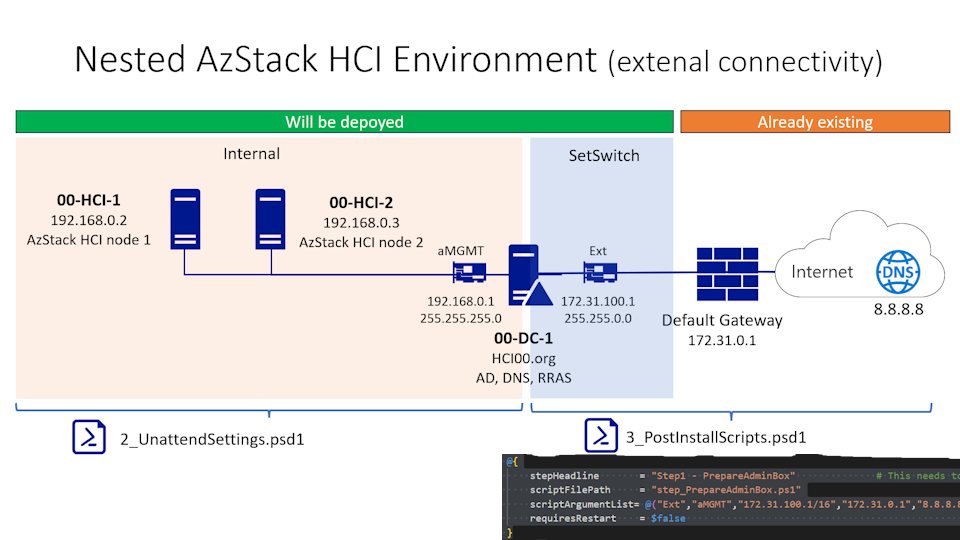 Nested AzStack HCI Environment (extenal connectivity)
Will be depoyed
Already existing
Internal
SetSwitch
00-HCI-1
192.168.0.2
AzStack HCI node 1
00-HCI-2
192.168.0.3
AzStack HCI node 2
aMGMT
192.168.0.1
255.255.255.0
Ext
172.31.100.1
255.255.0.0
00-DC-1
HCI00.org
AD, DNS, RRAS
Default Gateway
172.31.0.1
Internet
DNS
8.8.8.8
2_UnattendSettings.psd1
3_PostInstallScripts.psd1
@{
stepHeadline = "Step1 - PrepareAdminBox" # This needs to
scriptFilePath = "step_PrepareAdminBox.ps1"
scriptArgumentList= @("Ext","aMGMT","172.31.100.1/16","172.31.0.1","8.8.8.8
requiresRestart = $false
}